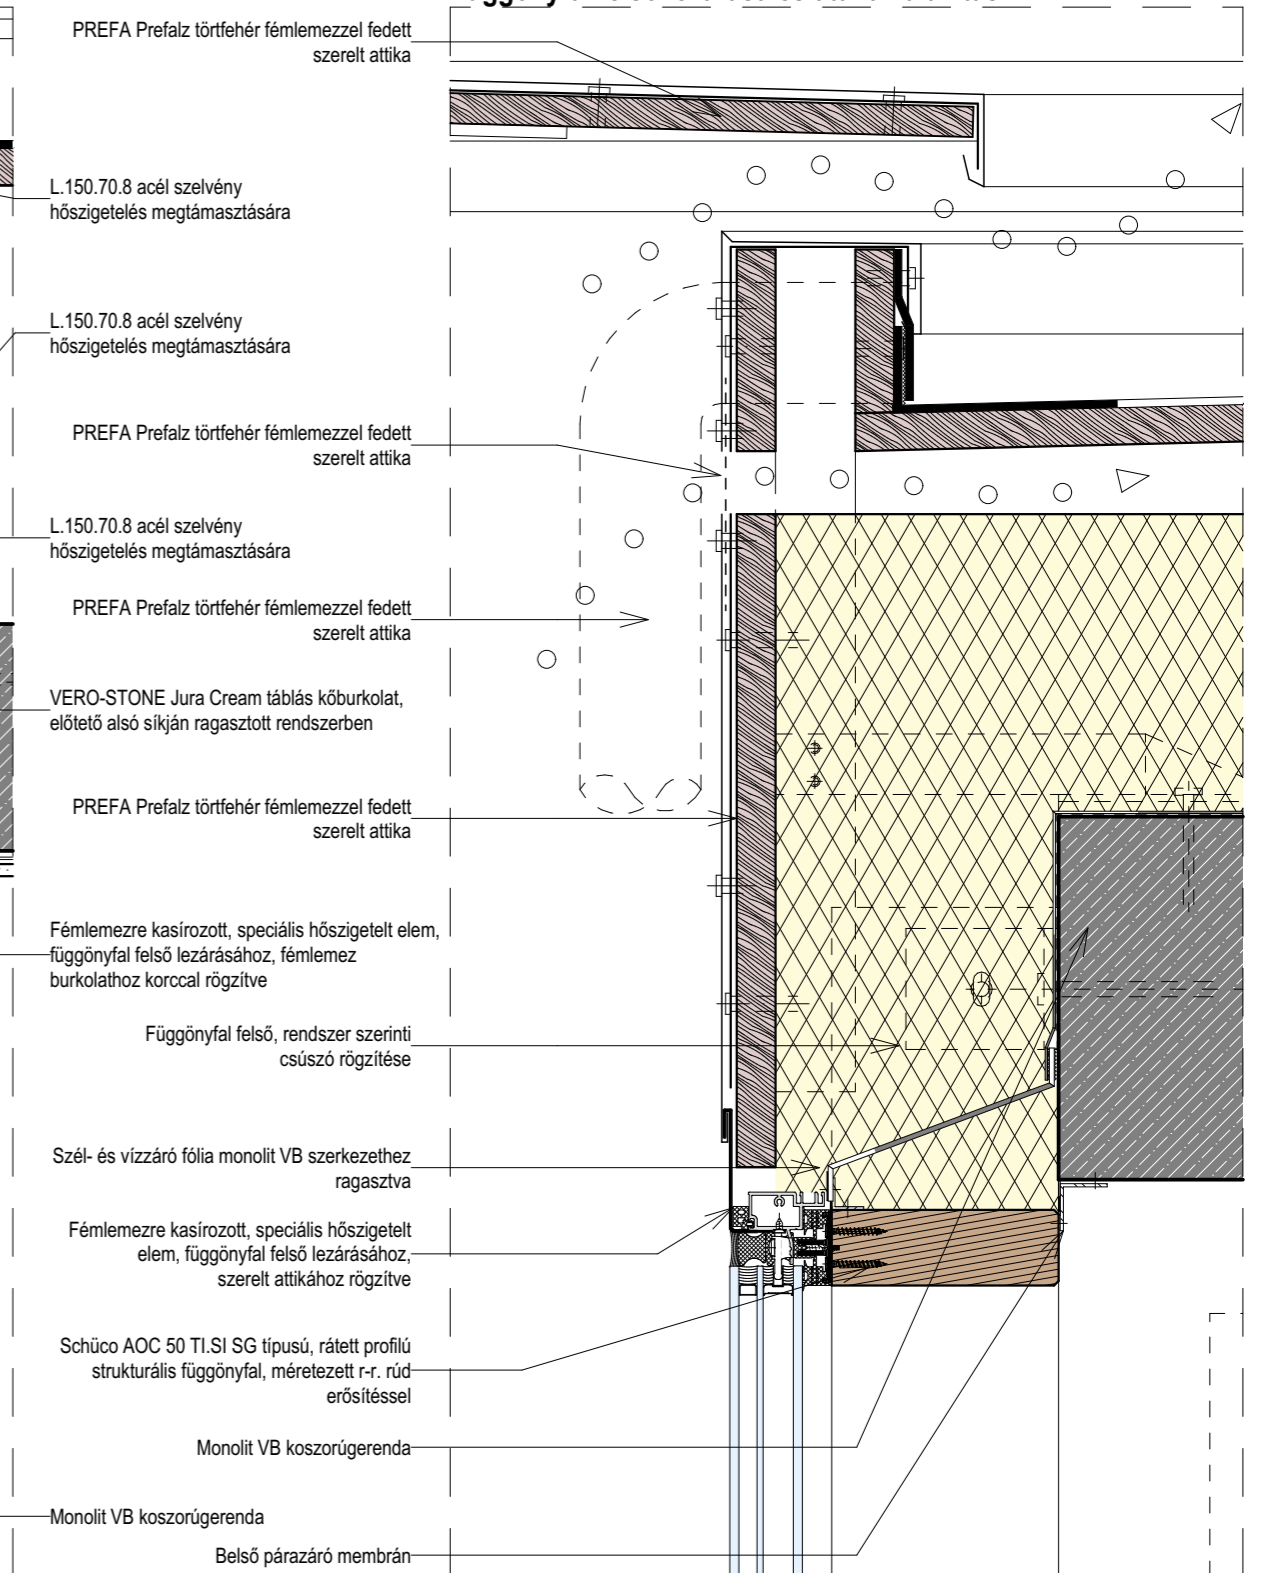 PREFA Prefalz törtfehér fémlemezzel fedett
szerelt attika
L.150.70.8 acél szelvény
hőszigetelés megtámasztására
L.150.70.8 acél szelvény
hőszigetelés megtámasztására
PREFA Prefalz törtfehér fémlemezzel fedett
szerelt attika
L.150.70.8 acél szelvény
hőszigetelés megtámasztására
PREFA Prefalz törtfehér fémlemezzel fedett
szerelt attika
VERO-STONE Jura Cream táblás kőburkolat,
előtető alsó síkján ragasztott rendszerben
PREFA Prefalz törtfehér fémlemezzel fedett
szerelt attika
Fémlemezre kasírozott, speciális hőszigetelt elem,
függönyfal felső lezárásához, fémlemez
burkolathoz korccal rögzítve
Függönyfal felső, rendszer szerinti
csúszó rögzítése
Szél- és vízzáró fólia monolit VB szerkezethez
ragasztva
Fémlemezre kasírozott, speciális hőszigetelt
elem, függönyfal felső lezárásához,
szerelt attikához rögzítve
Schüco AOC 50 TI.SI SG típusú, rátett profilú
strukturális függönyfal, méretezett r-r. rúd
erősítéssel
Monolit VB koszorúgerenda
Monolit VB koszorúgerenda
Belső párazáró membrán